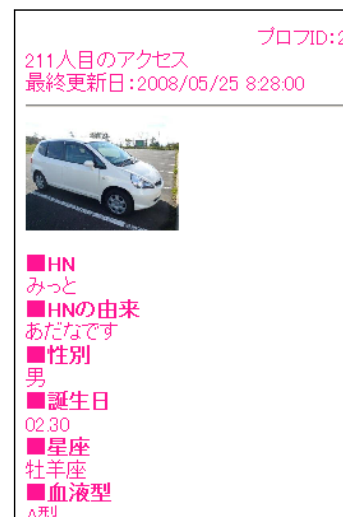 プロフID:2
211人目のアクセス
最終更新日:2008/05/25 8:28:00
■HN
みっと
■HNの由来
あだなです
■性別
男
■誕生日
02.30
■星座
牡羊座
■血液型
A型